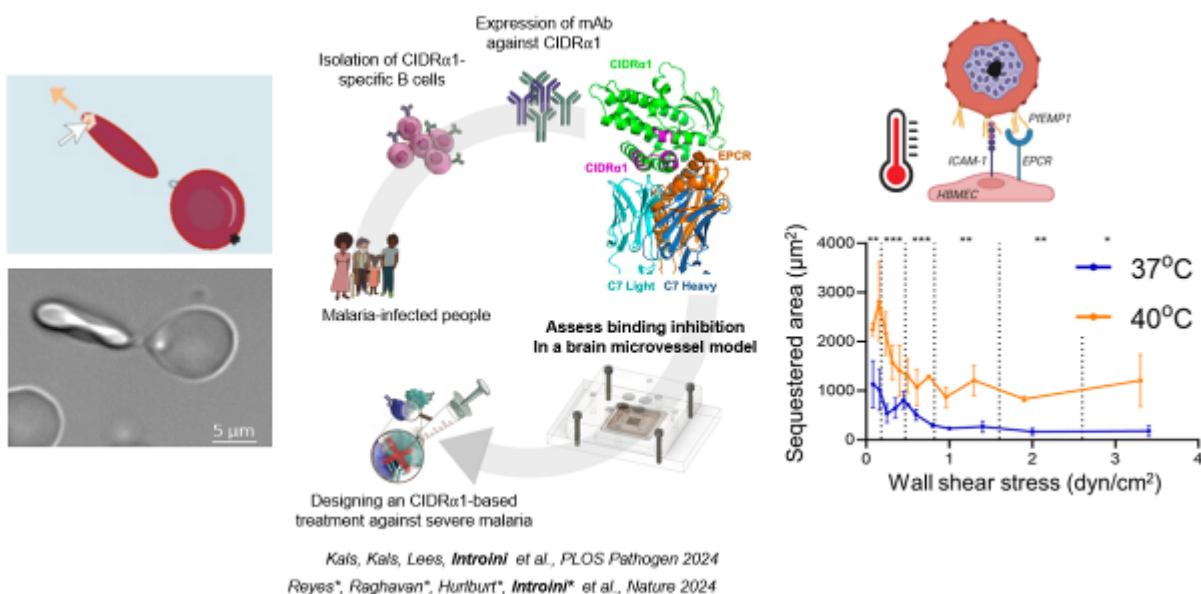 Expression of mAb
against CIDRα1
Isolation of CIDRα1-
specific B cells
CIDRα1
EPCR
CIDRα1
C7 Light C7 Heavy
Malaria-infected people
Assess binding inhibition
In a brain microvessel model
Designing an CIDRα1-based
treatment against severe malaria
5 µm
PfEMP1
ICAM-1
EPCR
HBMEC
Sequestered area (µm²)
4000
3000
2000
1000
0
** *** *** ** ** *
37°C
40°C
0 1 2 3 4
Wall shear stress (dyn/cm²)
Kals, Kals, Lees, Introini et al., PLOS Pathogen 2024
Reyes*, Raghavan*, Hurlburt*, Introini* et al., Nature 2024